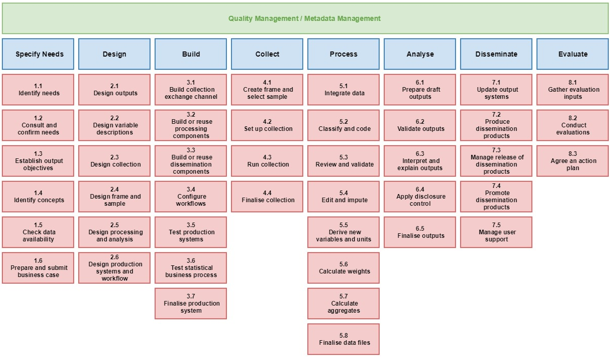 Quality Management / Metadata Management
Specify Needs
Design
Build
Collect
Process
Analyse
Disseminate
Evaluate
1.1
Identify needs
2.1
Design outputs
3.1
Build collection
exchange channel
4.1
Create frame and
select sample
5.1
Integrate data
6.1
Prepare draft
outputs
7.1
Update output
systems
8.1
Gather evaluation
inputs
1.2
Consult and
confirm needs
2.2
Design variable
descriptions
3.2
Build or reuse
processing
components
4.2
Set up collection
5.2
Classify and code
6.2
Validate outputs
7.2
Produce
dissemination
products
8.2
Conduct
evaluations
1.3
Establish output
objectives
2.3
Design collection
3.3
Build or reuse
dissemination
components
4.3
Run collection
5.3
Review and validate
6.3
Interpret and
explain outputs
7.3
Manage release of
dissemination
products
8.3
Agree an action
plan
1.4
Identify concepts
2.4
Design frame and
sample
3.4
Configure
workflows
4.4
Finalise collection
5.4
Edit and impute
6.4
Apply disclosure
control
7.4
Promote
dissemination
products
1.5
Check data
availability
2.5
Design processing
and analysis
3.5
Test production
systems
5.5
Derive new
variables and units
6.5
Finalise outputs
7.5
Manage user
support
1.6
Prepare and submit
business case
2.6
Design production
systems and
workflow
3.6
Test statistical
business process
5.6
Calculate weights
3.7
Finalise production
system
5.7
Calculate
aggregates
5.8
Finalise data files